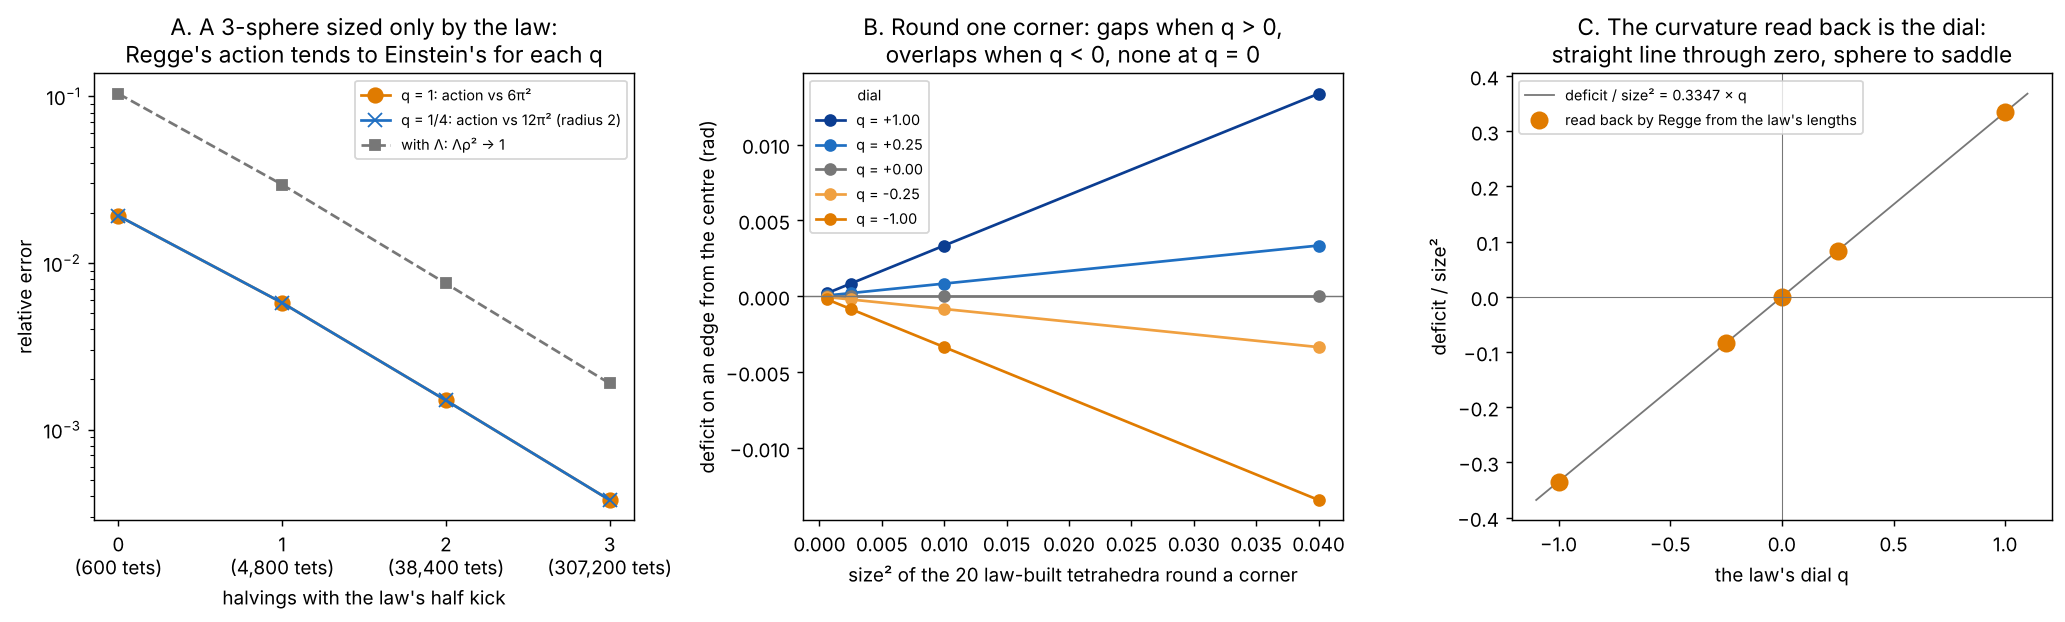 A. A 3-sphere sized only by the law:
Regge's action tends to Einstein's for each q
10⁻¹
10⁻²
10⁻³
relative error
q = 1: action vs 6π²
q = 1/4: action vs 12π² (radius 2)
with Λ: Λρ² → 1
0
(600 tets)
1
(4,800 tets)
2
(38,400 tets)
3
(307,200 tets)
halvings with the law's half kick
B. Round one corner: gaps when q > 0,
overlaps when q < 0, none at q = 0
dial
q = +1.00
q = +0.25
q = +0.00
q = -0.25
q = -1.00
0.010
0.005
0.000
−0.005
−0.010
deficit on an edge from the centre (rad)
0.000 0.005 0.010 0.015 0.020 0.025 0.030 0.035 0.040
size² of the 20 law-built tetrahedra round a corner
C. The curvature read back is the dial:
straight line through zero, sphere to saddle
deficit / size² = 0.3347 × q
read back by Regge from the law's lengths
0.4
0.3
0.2
0.1
0.0
−0.1
−0.2
−0.3
−0.4
deficit / size²
−1.0 −0.5 0.0 0.5 1.0
the law's dial q